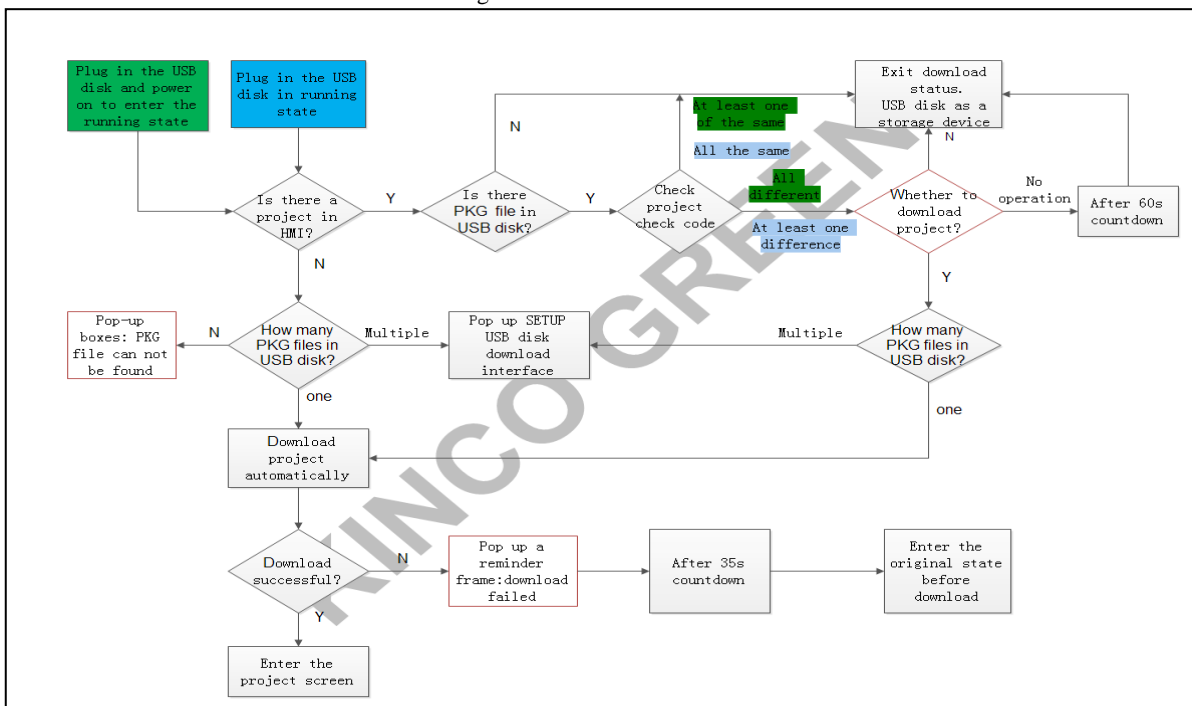 Plug in the USB
disk and power
on to enter the
running state
Plug in the USB
disk in running
state
Exit download
status.
USB disk as a
storage device
At least one
of the same
All the same
N
N
Is there a
project in
HMI?
Y
Is there
PKG file in
USB disk?
Y
Check
project
check code
All
different
At least one
difference
Whether to
download
project?
No
operation
After 60s
countdown
N
Y
Pop-up
boxes: PKG
file can not
be found
N
How many
PKG files in
USB disk?
Multiple
Pop up SETUP
USB disk
download
interface
Multiple
How many
PKG files in
USB disk?
one
one
Download
project
automatically
Download
successful?
N
Pop up a
reminder
frame:download
failed
After 35s
countdown
Enter the
original state
before
download
Y
Enter the
project screen
KINCO GREEN